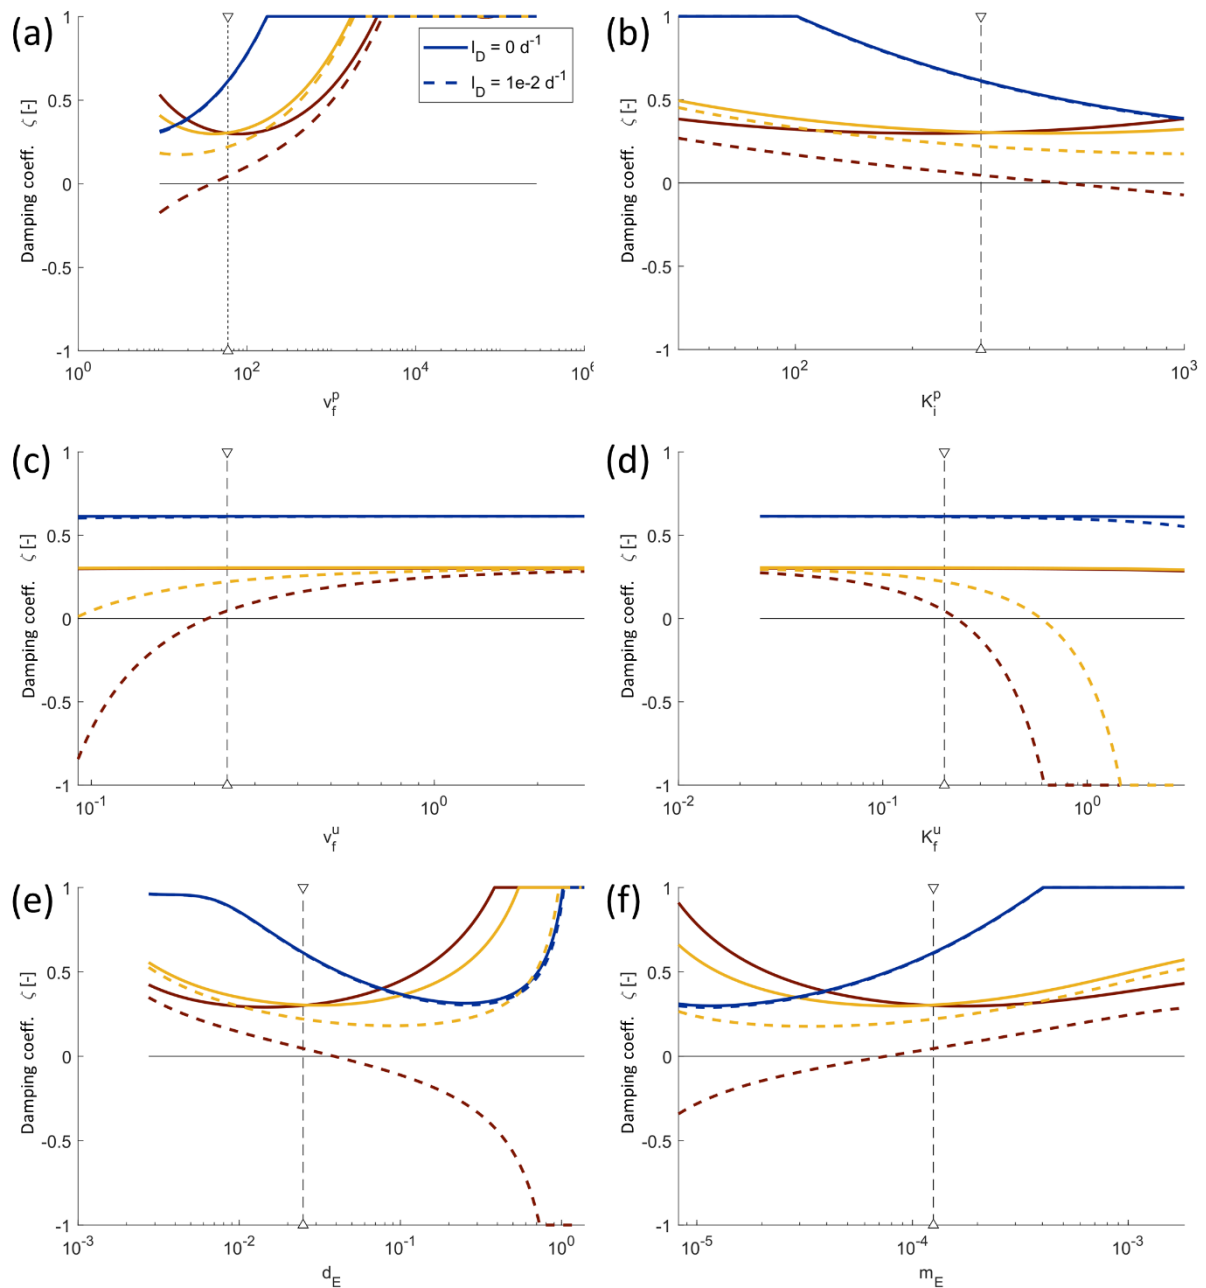 (a)
1
0.5
0
-0.5
-1
Damping coeff. ζ [-]
10^0
10^2
10^4
10^6
v_f^p
I_D = 0 d^-1
I_D = 1e-2 d^-1
(b)
1
0.5
0
-0.5
-1
Damping coeff. ζ [-]
10^2
10^3
K_i^p
(c)
1
0.5
0
-0.5
-1
Damping coeff. ζ [-]
10^-1
10^0
v_f^u
(d)
1
0.5
0
-0.5
-1
Damping coeff. ζ [-]
10^-2
10^-1
10^0
K_f^u
(e)
1
0.5
0
-0.5
-1
Damping coeff. ζ [-]
10^-3
10^-2
10^-1
10^0
d_E
(f)
1
0.5
0
-0.5
-1
Damping coeff. ζ [-]
10^-5
10^-4
10^-3
m_E